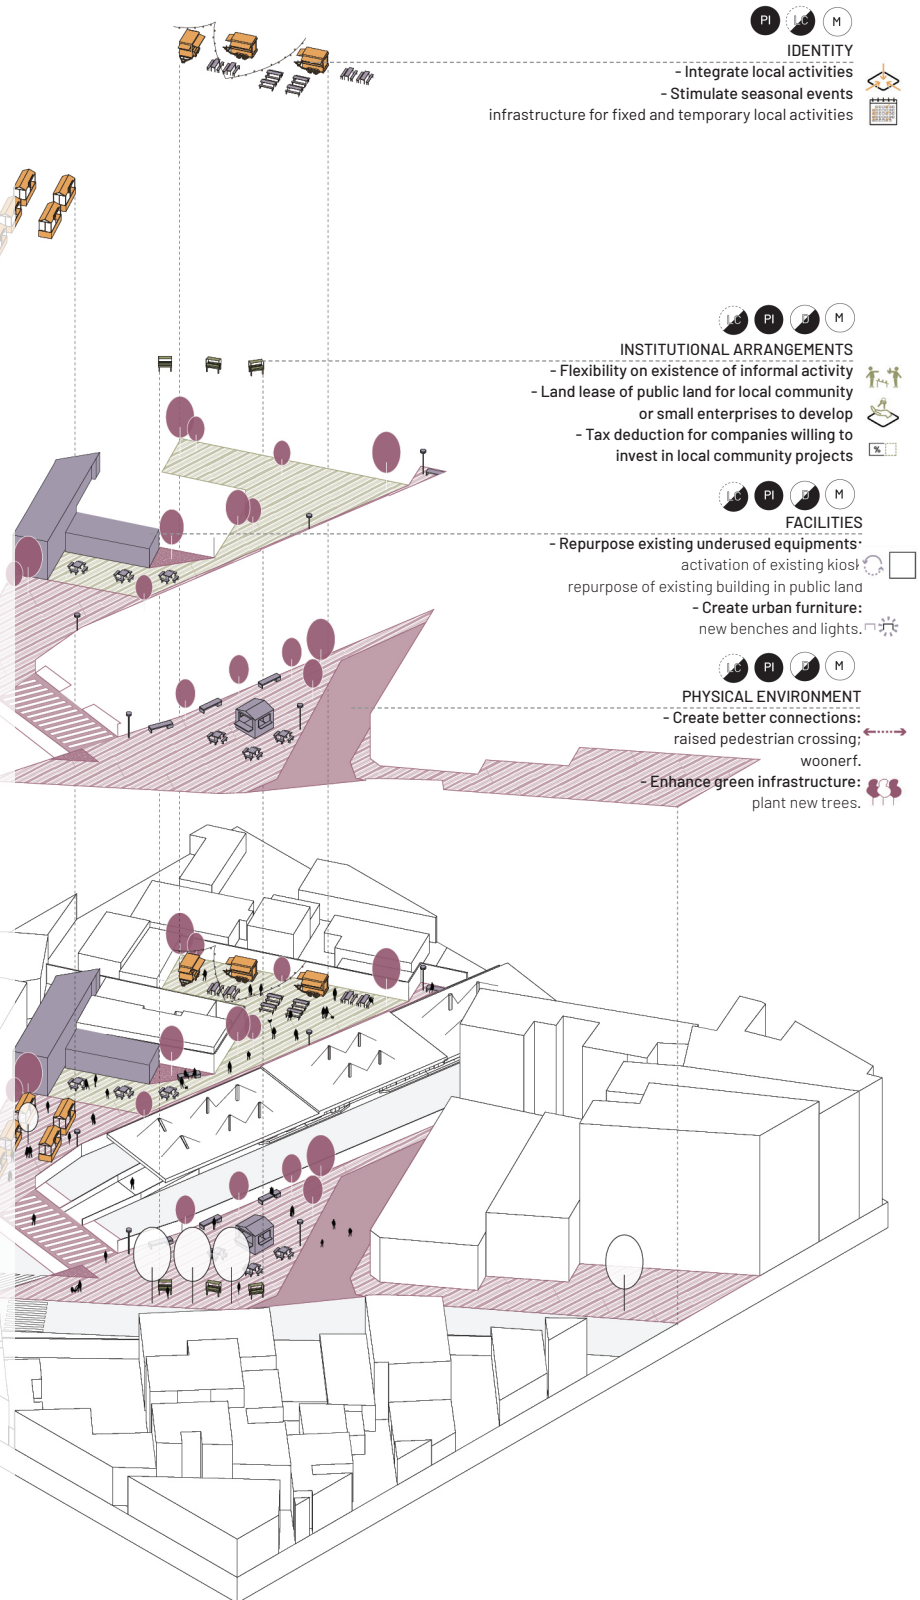 PI LC M
IDENTITY
- Integrate local activities
- Stimulate seasonal events
infrastructure for fixed and temporary local activities
LC PI D M
INSTITUTIONAL ARRANGEMENTS
- Flexibility on existence of informal activity
- Land lease of public land for local community
or small enterprises to develop
- Tax deduction for companies willing to
invest in local community projects
%
LC PI D M
FACILITIES
- Repurpose existing underused equipments:
activation of existing kiosk
repurpose of existing building in public land
- Create urban furniture:
new benches and lights.
LC PI D M
PHYSICAL ENVIRONMENT
- Create better connections:
raised pedestrian crossing;
woonerf.
- Enhance green infrastructure:
plant new trees.